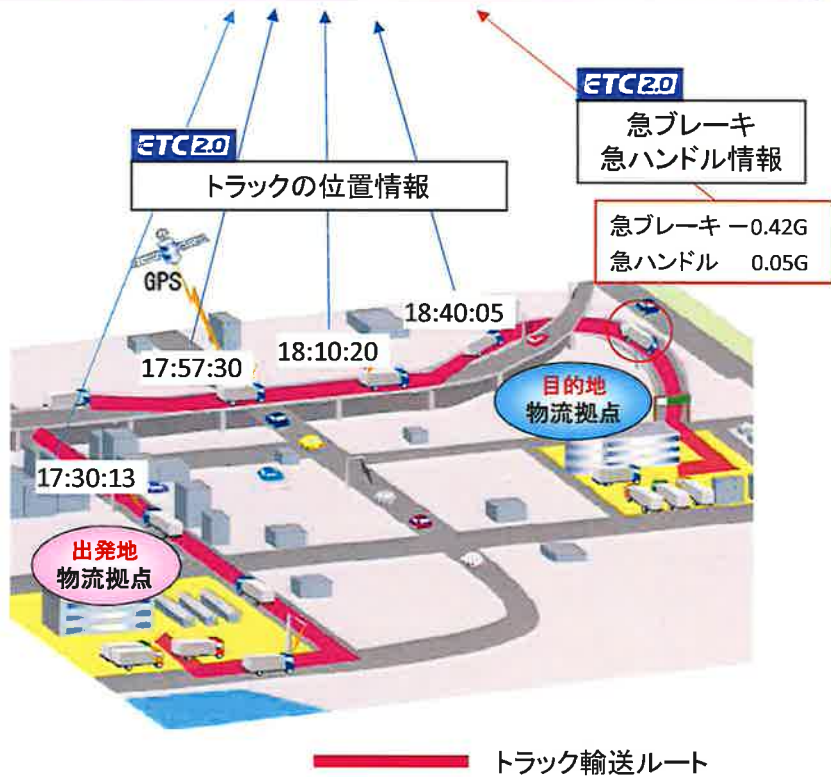 ETC2.0
急ブレーキ
急ハンドル情報
ETC2.0
トラックの位置情報
急ブレーキ －0.42G
急ハンドル 0.05G
GPS
18:40:05
18:10:20
17:57:30
目的地
物流拠点
17:30:13
出発地
物流拠点
トラック輸送ルート